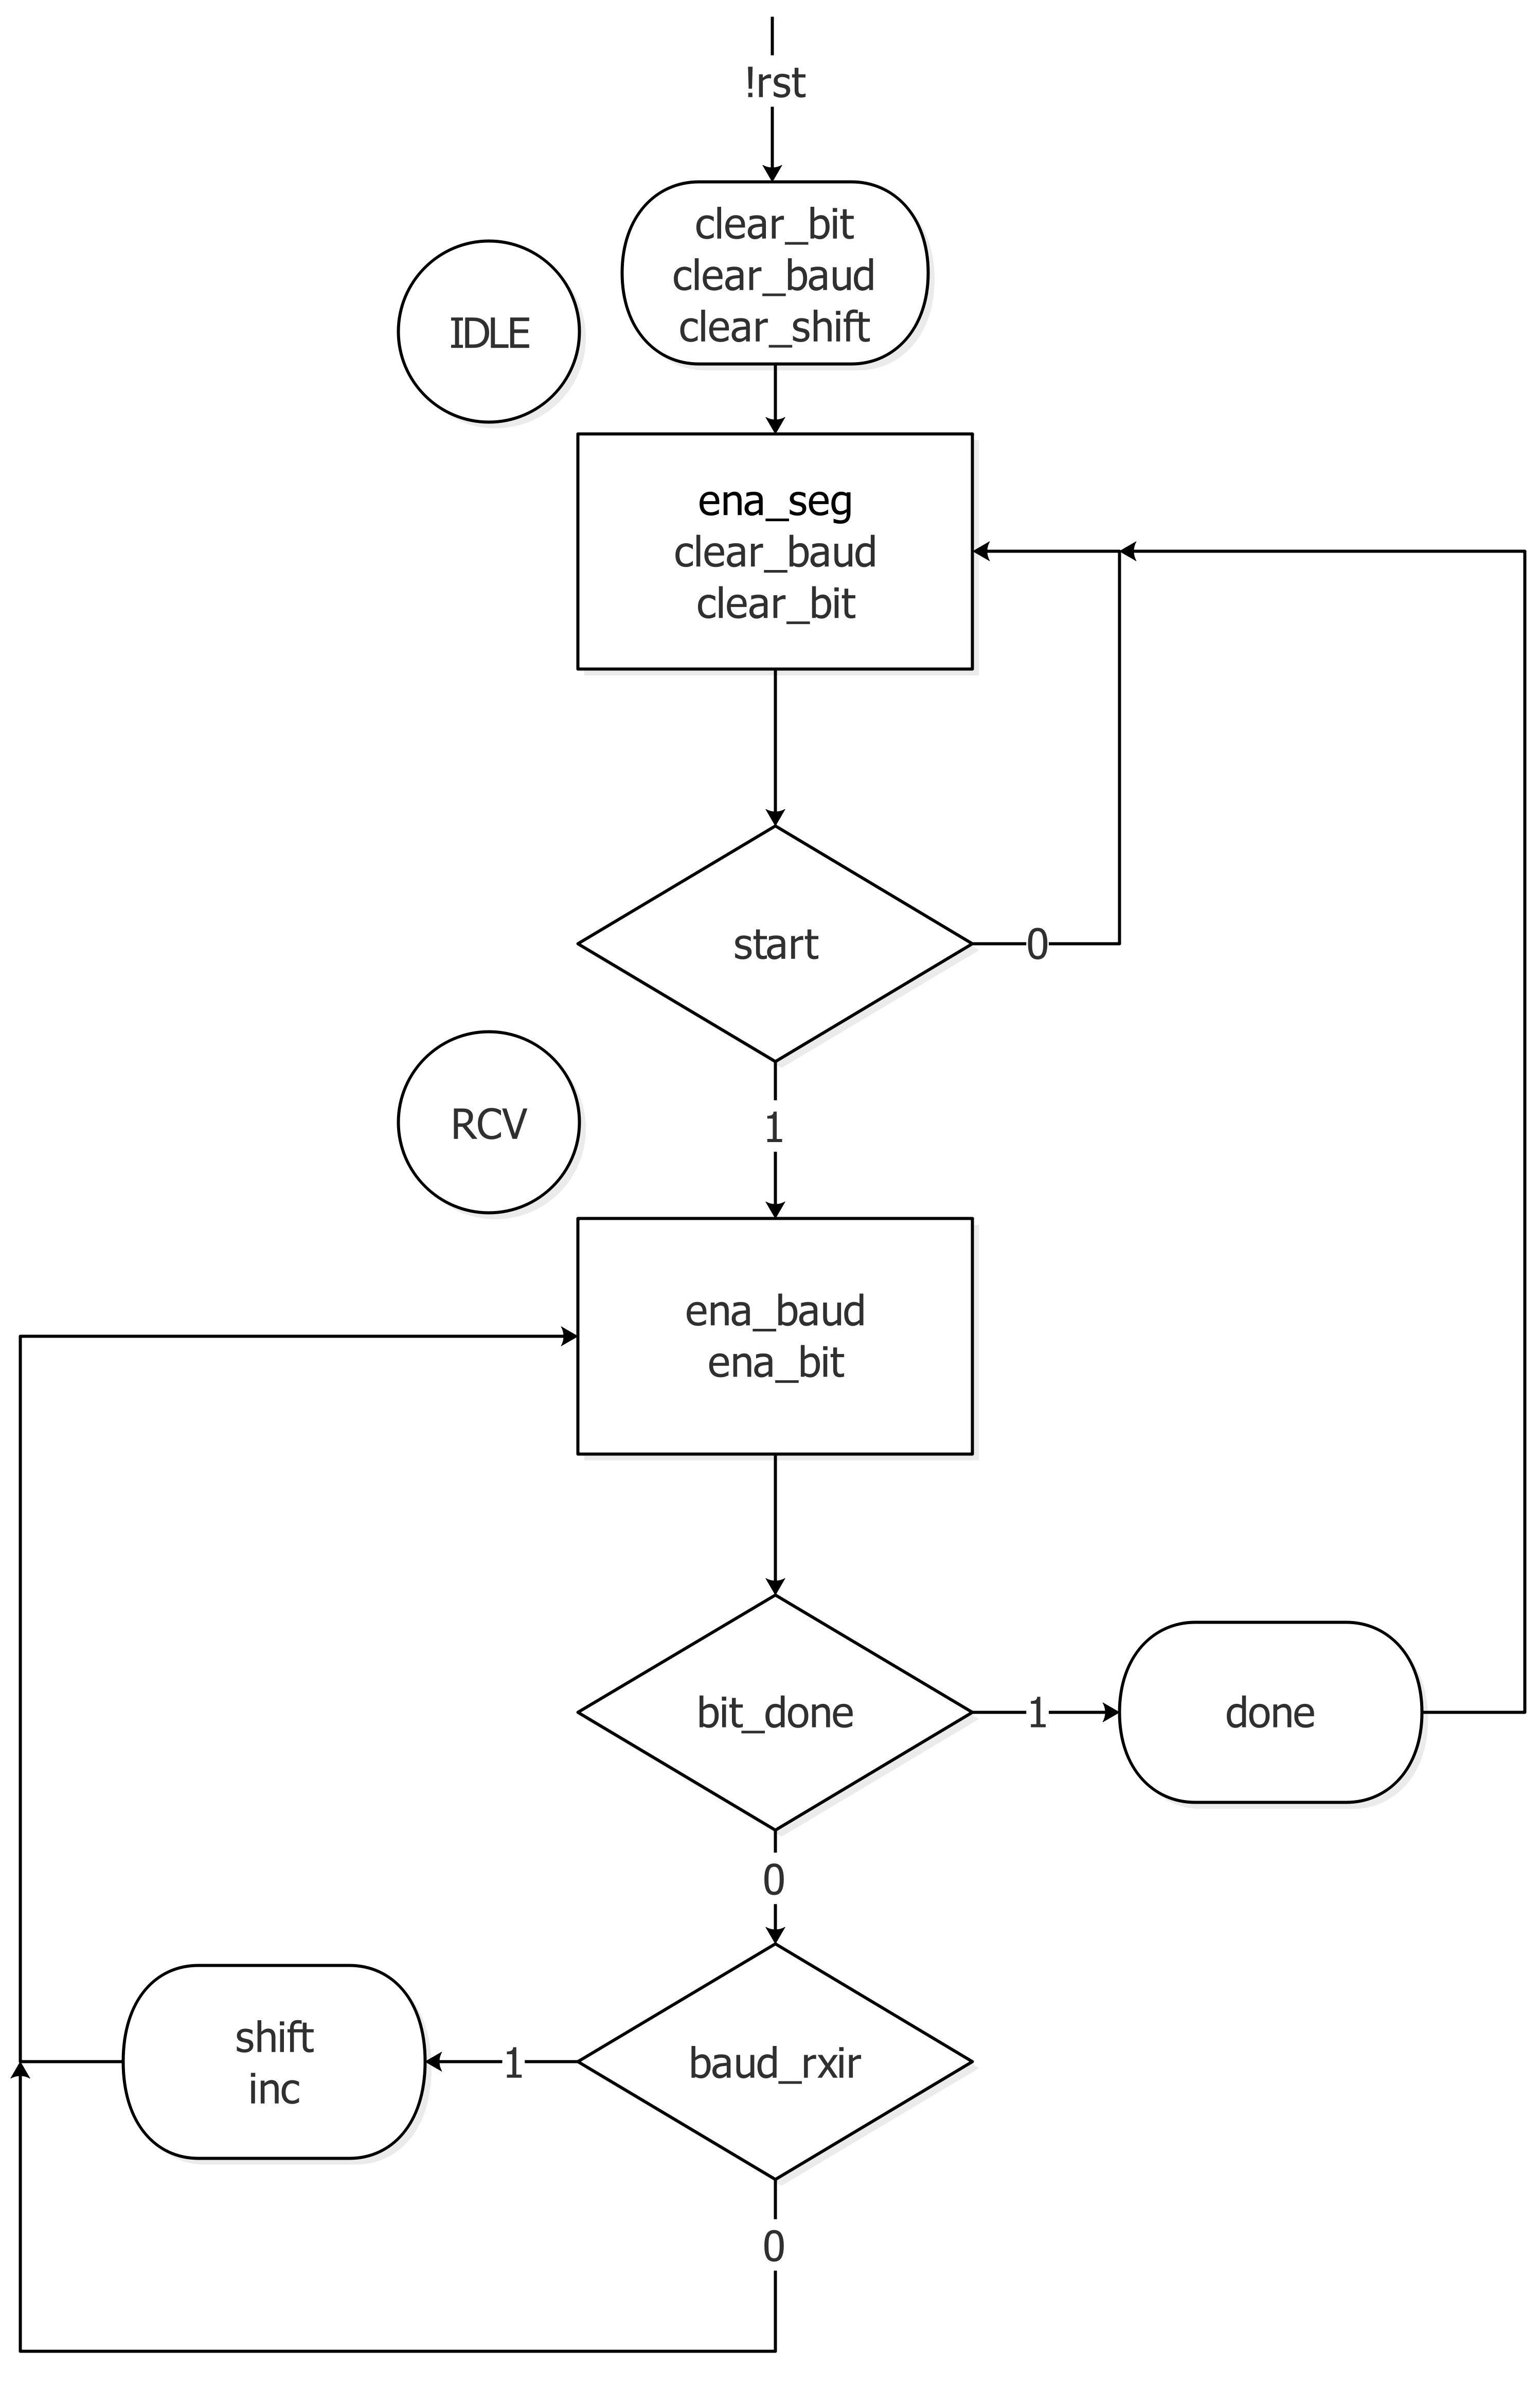 !rst
clear_bit
clear_baud
clear_shift
IDLE
ena_seg
clear_baud
clear_bit
start
0
RCV
1
ena_baud
ena_bit
bit_done
1
done
0
shift
inc
1
baud_rxir
0